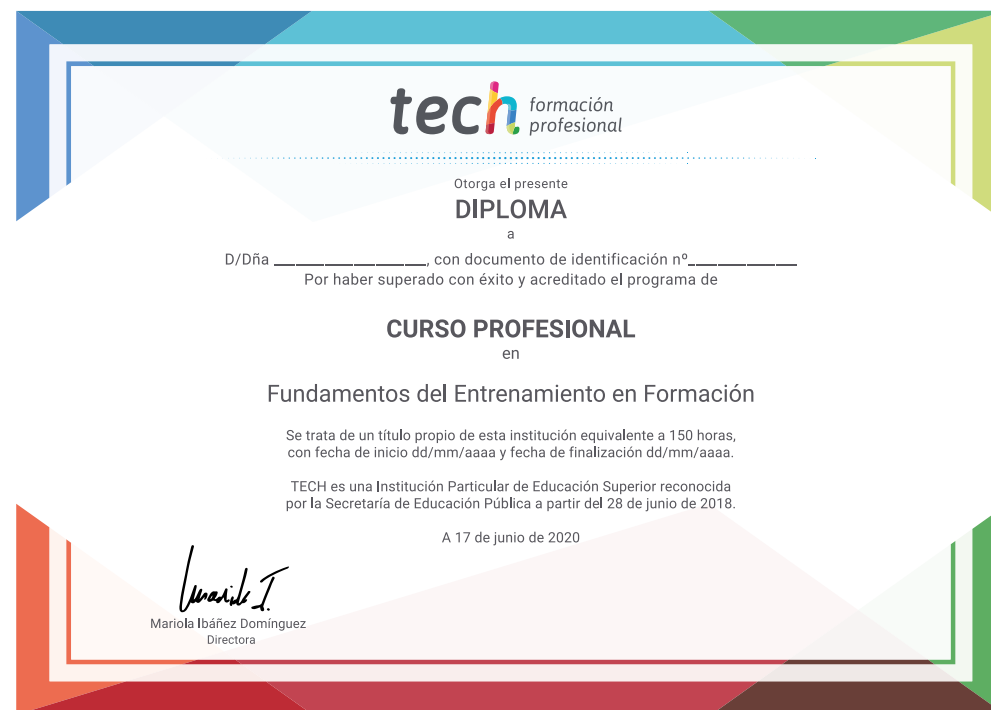 tech formación
profesional
Otorga el presente
DIPLOMA
a
D/Dña ________________, con documento de identificación nº___________
Por haber superado con éxito y acreditado el programa de
CURSO PROFESIONAL
en
Fundamentos del Entrenamiento en Formación
Se trata de un título propio de esta institución equivalente a 150 horas,
con fecha de inicio dd/mm/aaaa y fecha de finalización dd/mm/aaaa.
TECH es una Institución Particular de Educación Superior reconocida
por la Secretaría de Educación Pública a partir del 28 de junio de 2018.
A 17 de junio de 2020
Mariola Ibáñez Domínguez
Directora